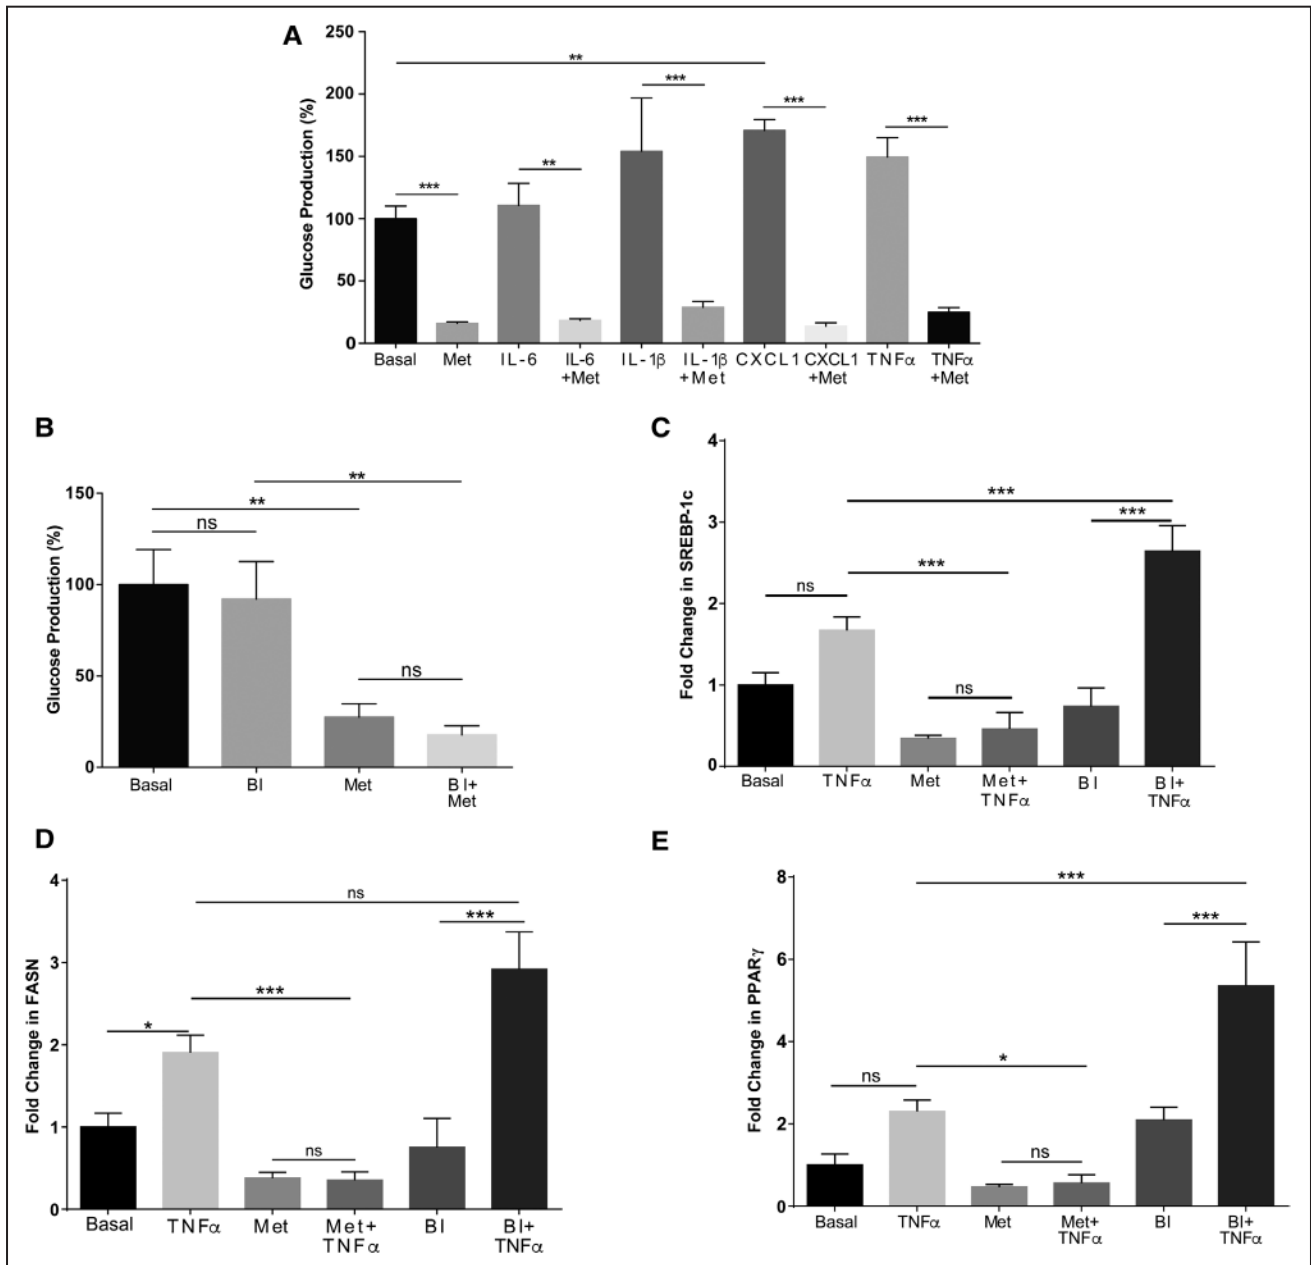 A
Glucose Production (%)
250
200
150
100
50
0
**
***
***
***
**
***
Basal Met IL-6 IL-6 IL-1β IL-1β CXCL1 CXCL1 TNFα TNFα
+Met +Met +Met +Met
B
Glucose Production (%)
150
100
50
0
**
**
ns
ns
Basal BI Met BI+
Met
C
Fold Change in SREBP-1c
4
3
2
1
0
***
***
***
ns
ns
Basal TNFα Met Met+ BI BI+
TNFα TNFα
D
Fold Change in FASN
4
3
2
1
0
ns
***
***
*
ns
Basal TNFα Met Met+ BI BI+
TNFα TNFα
E
Fold Change in PPARγ
8
6
4
2
0
***
***
*
ns
ns
Basal TNFα Met Met+ BI BI+
TNFα TNFα